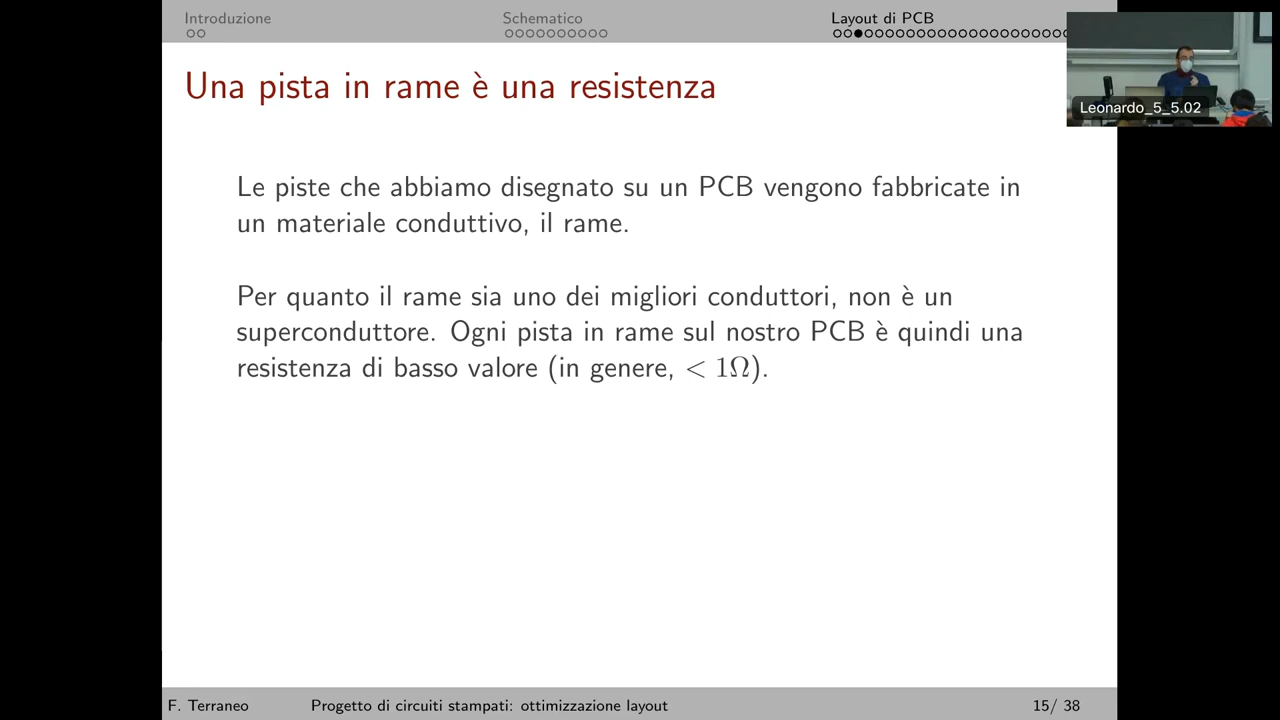 Introduzione
Schematico
Layout di PCB
Leonardo_5_5.02
Una pista in rame è una resistenza
Le piste che abbiamo disegnato su un PCB vengono fabbricate in
un materiale conduttivo, il rame.
Per quanto il rame sia uno dei migliori conduttori, non è un
superconduttore. Ogni pista in rame sul nostro PCB è quindi una
resistenza di basso valore (in genere, < 1Ω).
F. Terraneo
Progetto di circuiti stampati: ottimizzazione layout
15/ 38